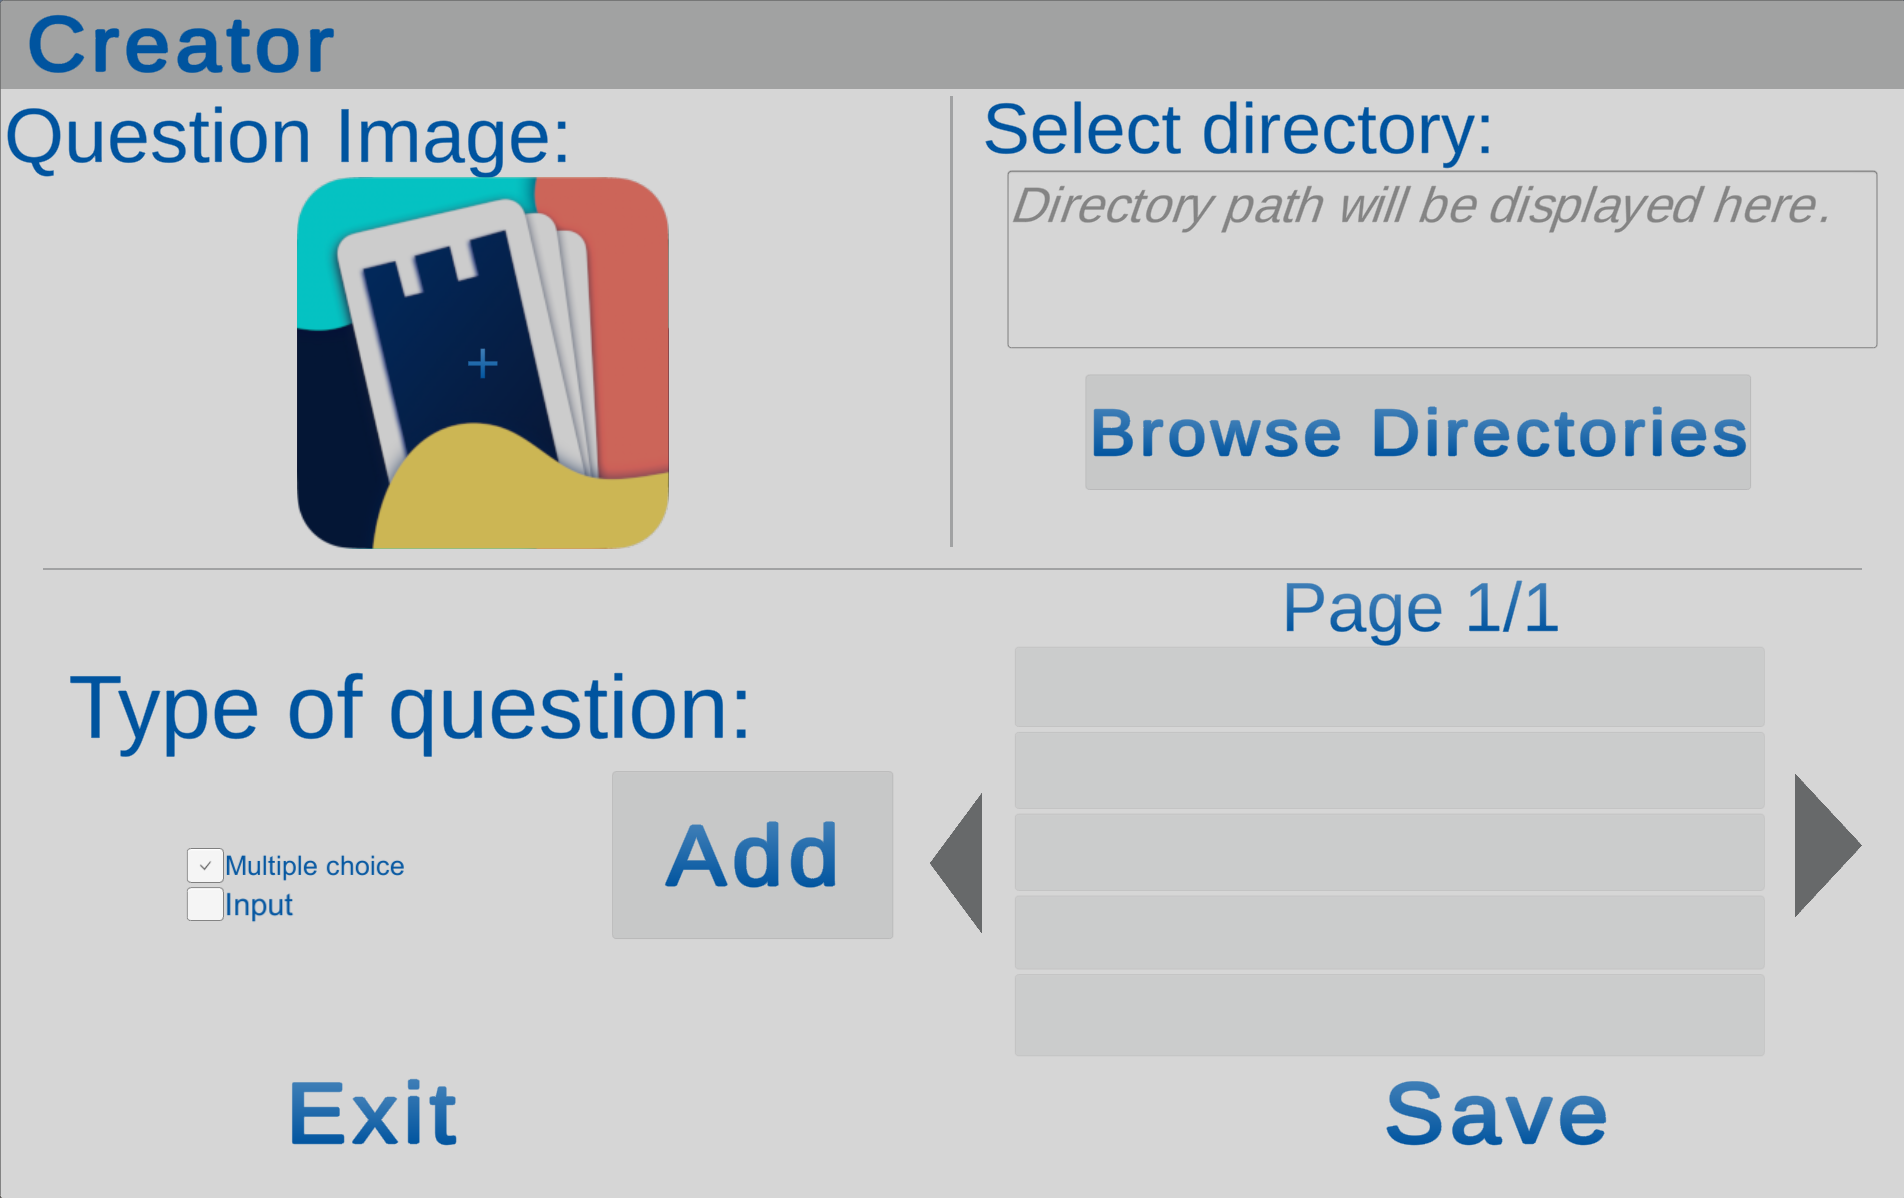 Creator
Question Image:
Select directory:
Directory path will be displayed here.
+
Browse Directories
Page 1/1
Type of question:
Multiple choice
Input
Add
Exit
Save